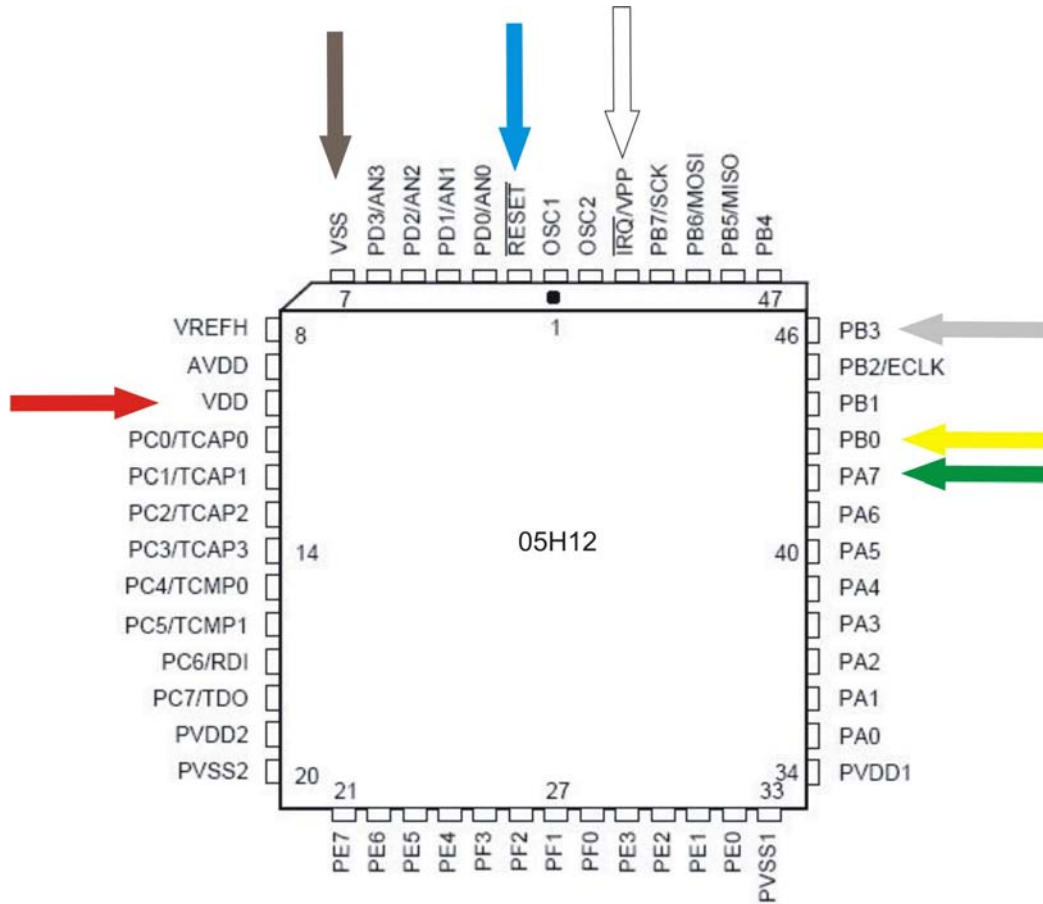 VSS
PD3/AN3
PD2/AN2
PD1/AN1
PD0/AN0
RESET
OSC1
OSC2
IRQ/VPP
PB7/SCK
PB6/MOSI
PB5/MISO
PB4
7
47
VREFH
8
1
46
PB3
AVDD
PB2/ECLK
VDD
PB1
PC0/TCAP0
PB0
PC1/TCAP1
PA7
PC2/TCAP2
PA6
PC3/TCAP3
14
05H12
40
PA5
PC4/TCMP0
PA4
PC5/TCMP1
PA3
PC6/RDI
PA2
PC7/TDO
PA1
PVDD2
PA0
PVSS2
20
34
PVDD1
21
27
33
PE7
PE6
PE5
PE4
PF3
PF2
PF1
PF0
PE3
PE2
PE1
PE0
PVSS1